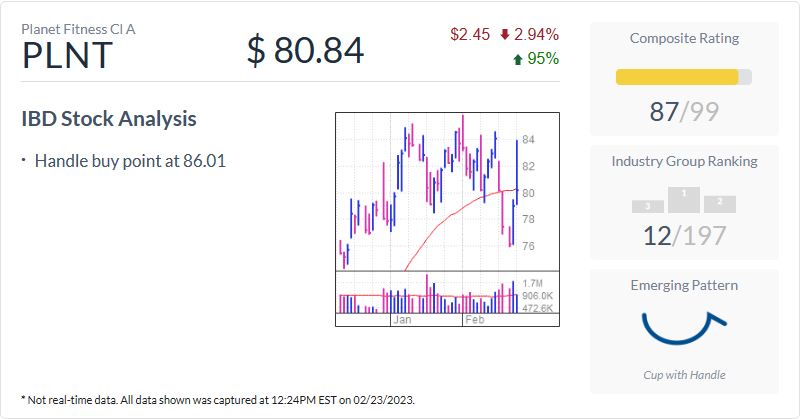 Planet Fitness Cl A
PLNT
$ 80.84
$2.45 2.94%
95%
IBD Stock Analysis
· Handle buy point at 86.01
84
82
80
78
76
1.7M
906.0K
472.6K
Jan
Feb
Composite Rating
87/99
Industry Group Ranking
3 1 2
12/197
Emerging Pattern
Cup with Handle
* Not real-time data. All data shown was captured at 12:24PM EST on 02/23/2023.